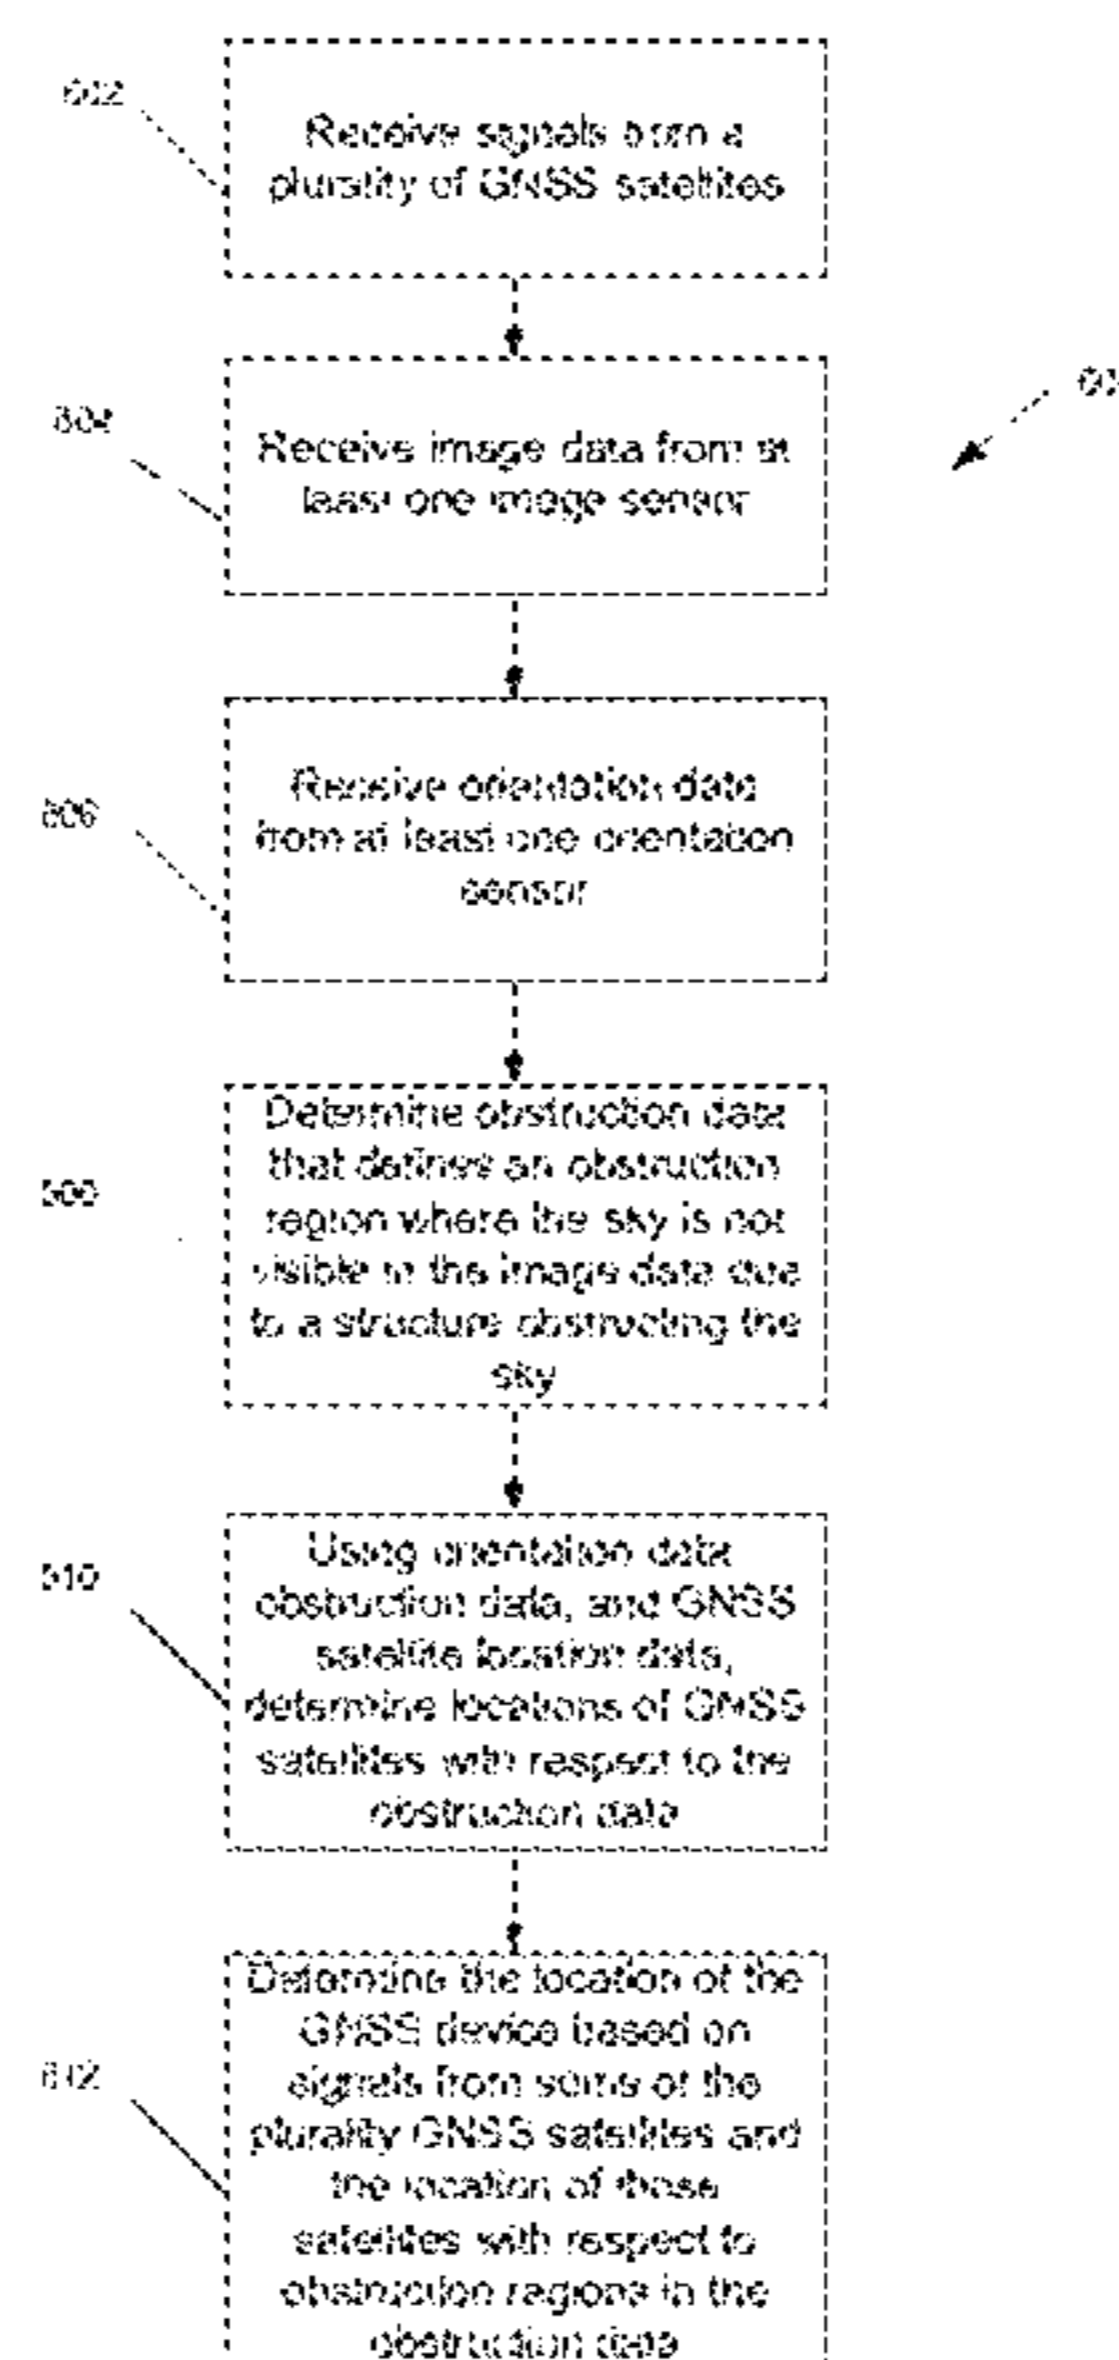 602
Receive signals from a
plurality of GNSS satellites
604
Receive image data from at
least one image sensor
606
Receive orientation data
from at least one orientation
sensor
Determine obstruction data
that defines an obstruction
region where the sky is not
visible in the image data due
to a structure obstructing the
sky
Using orientation data
obstruction data, and GNSS
satellite location data,
determine locations of GNSS
satellites with respect to the
obstruction data
612
Determine the location of the
GNSS device based on
signals from some of the
plurality GNSS satellites and
the location of those
satellites with respect to
obstruction regions in the
obstruction data